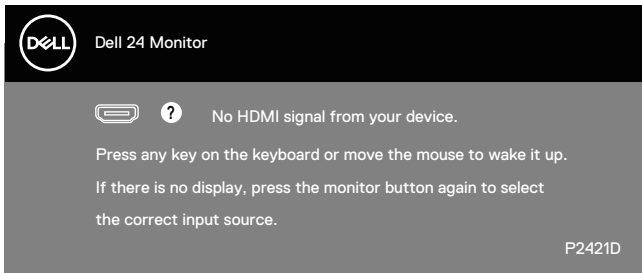 DELL
Dell 24 Monitor
? No HDMI signal from your device.
Press any key on the keyboard or move the mouse to wake it up.
If there is no display, press the monitor button again to select
the correct input source.
P2421D